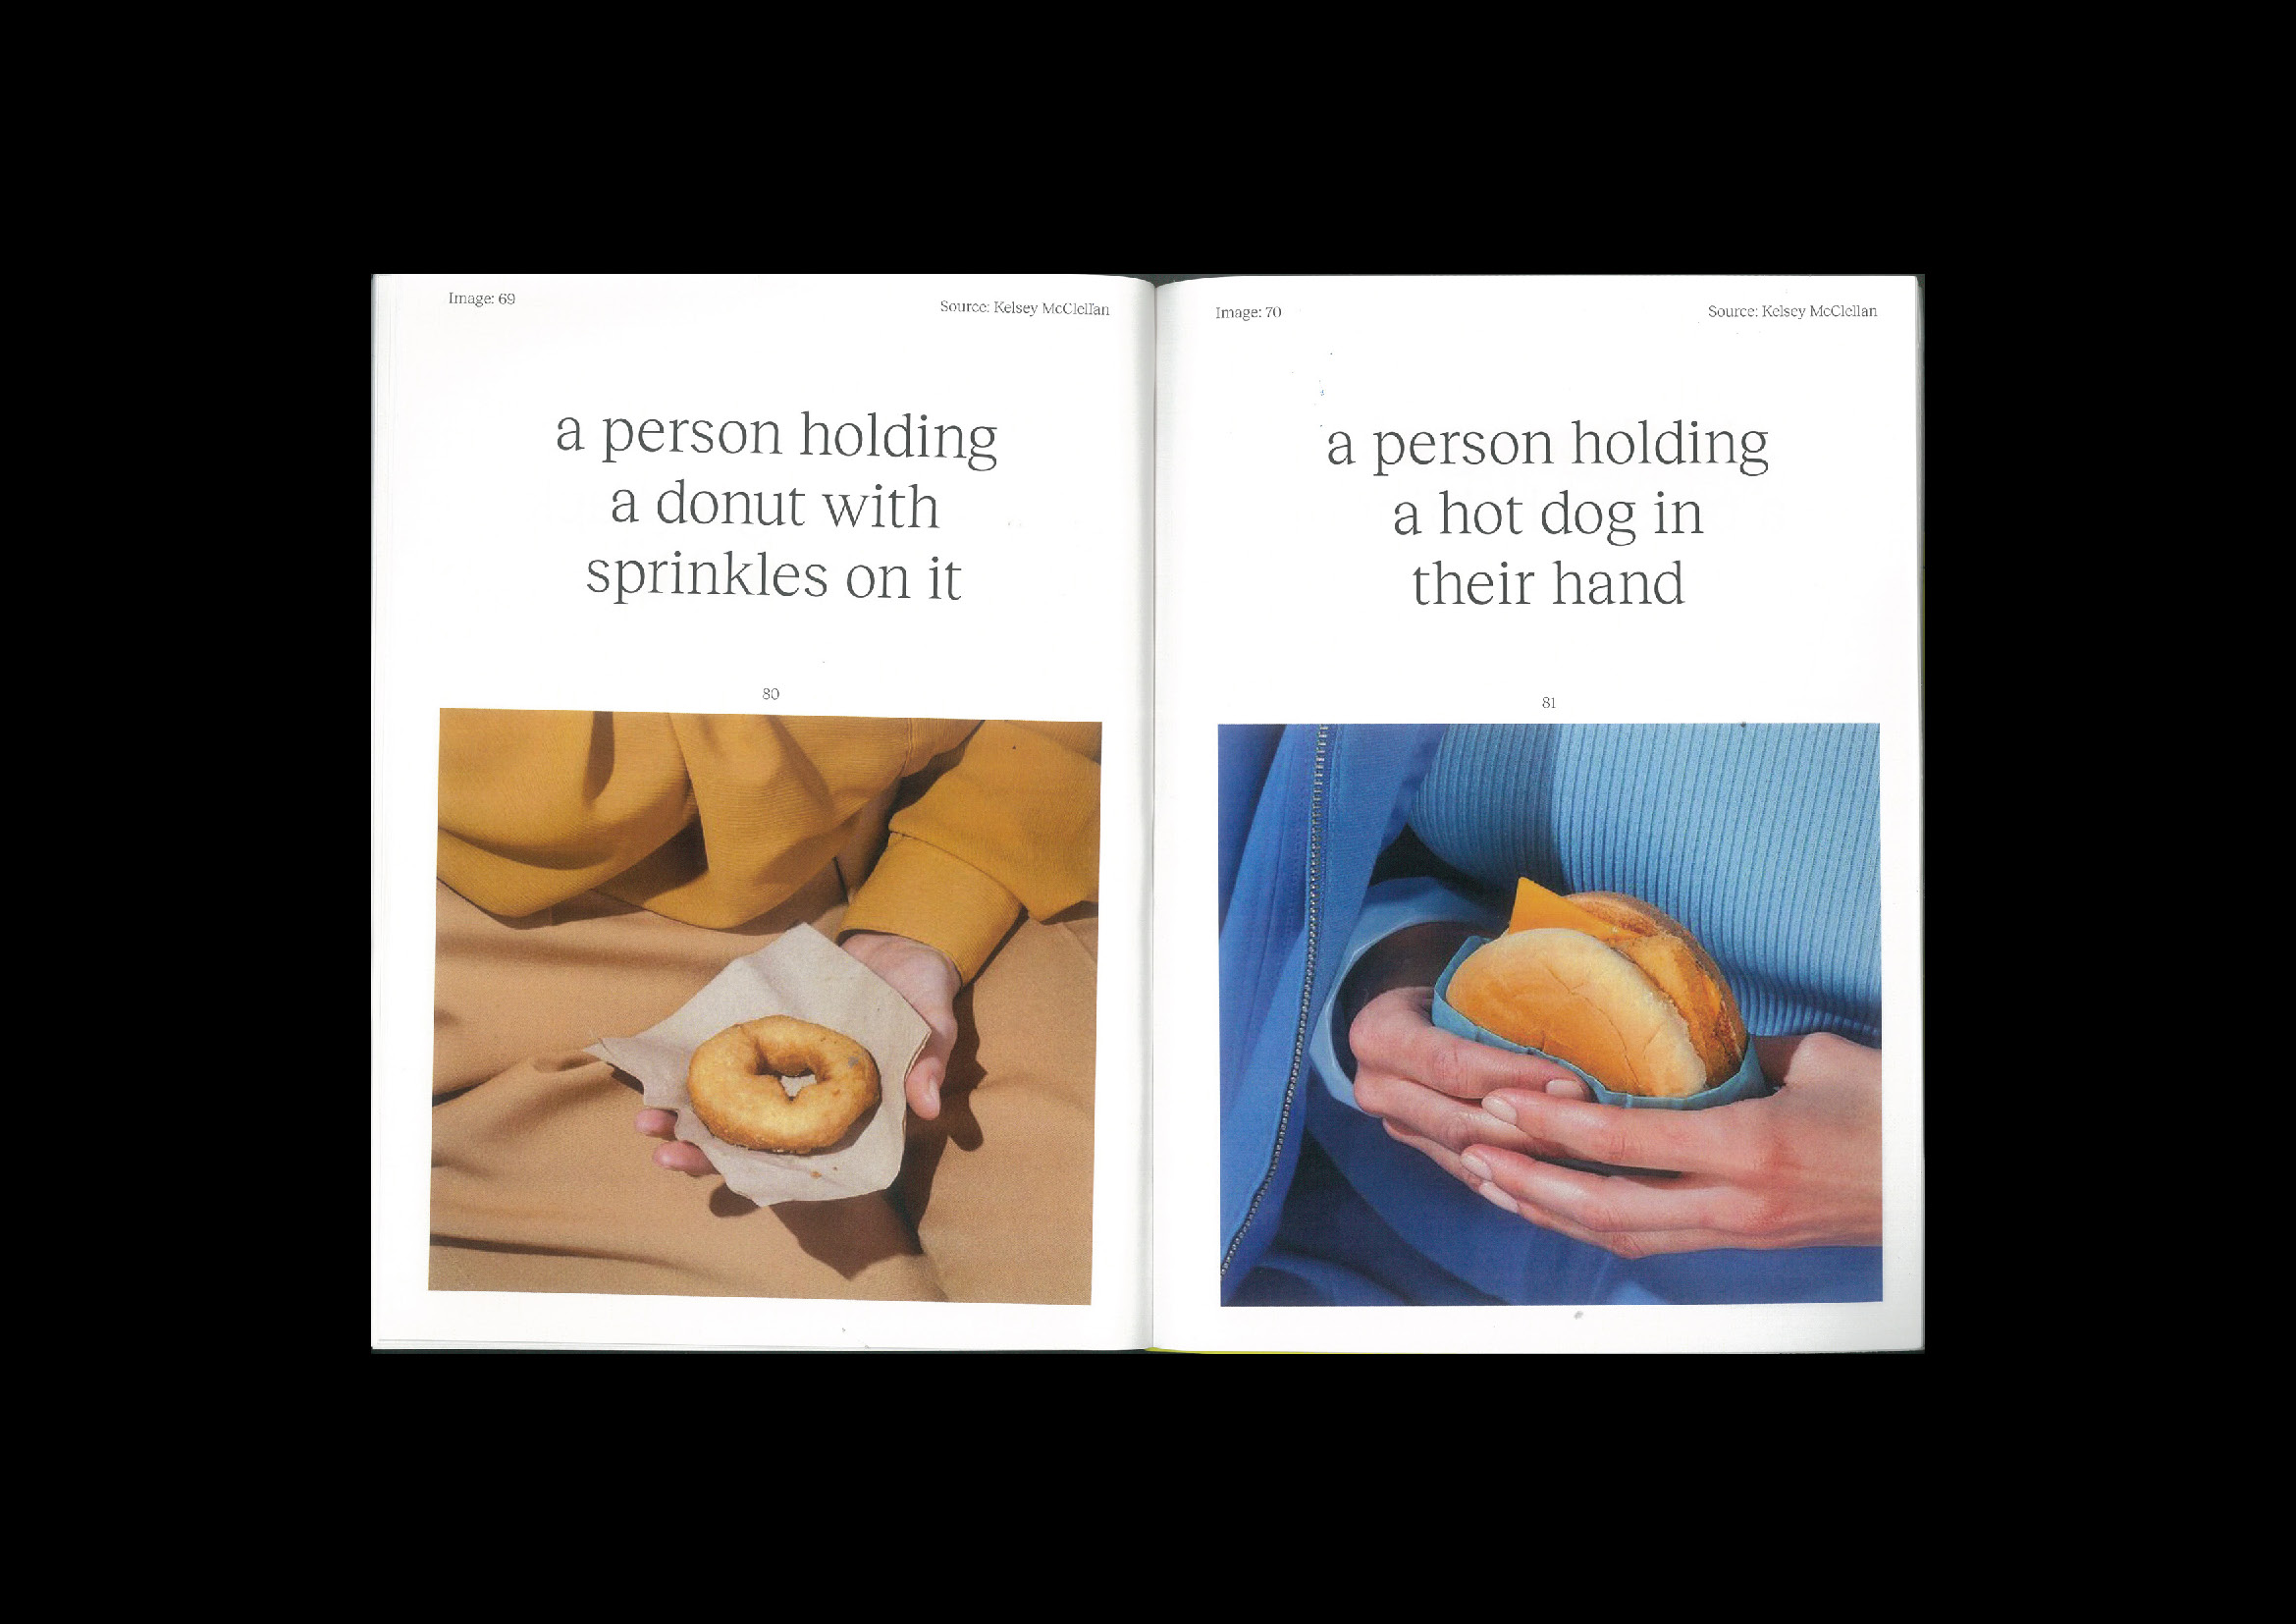 Image: 69
Source: Kelsey McClellan
a person holding
a donut with
sprinkles on it
80
Image: 70
Source: Kelsey McClellan
a person holding
a hot dog in
their hand
81